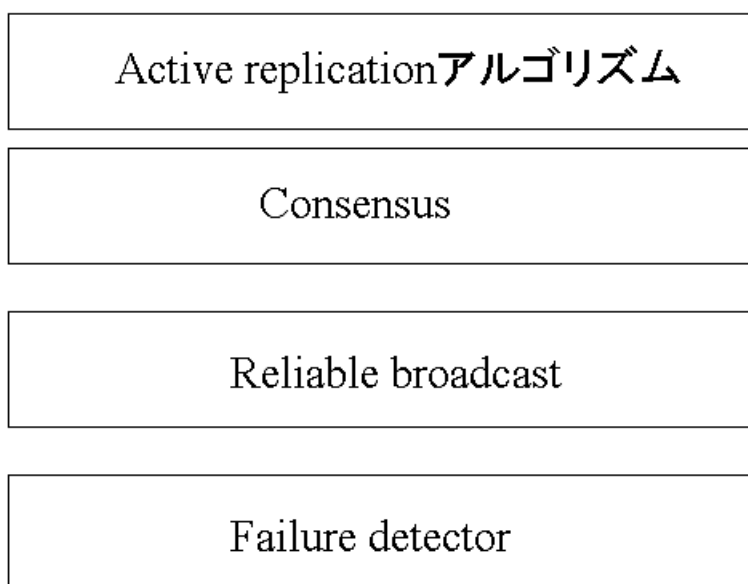 Active replicationアルゴリズム
Consensus
Reliable broadcast
Failure detector